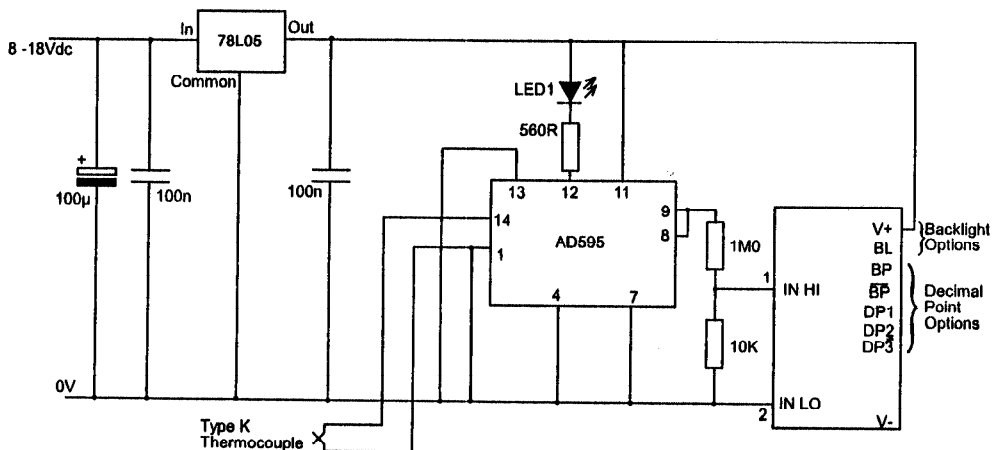 8 -18Vdc
In
78L05
Out
Common
+
100µ
100n
100n
LED1
560R
13
12
11
14
1
AD595
9
8
4
7
1M0
10K
1
IN HI
2
IN LO
V+
BL
BP
BP
DP1
DP2
DP3
V-
Backlight
Options
Decimal
Point
Options
0V
Type K
Thermocouple